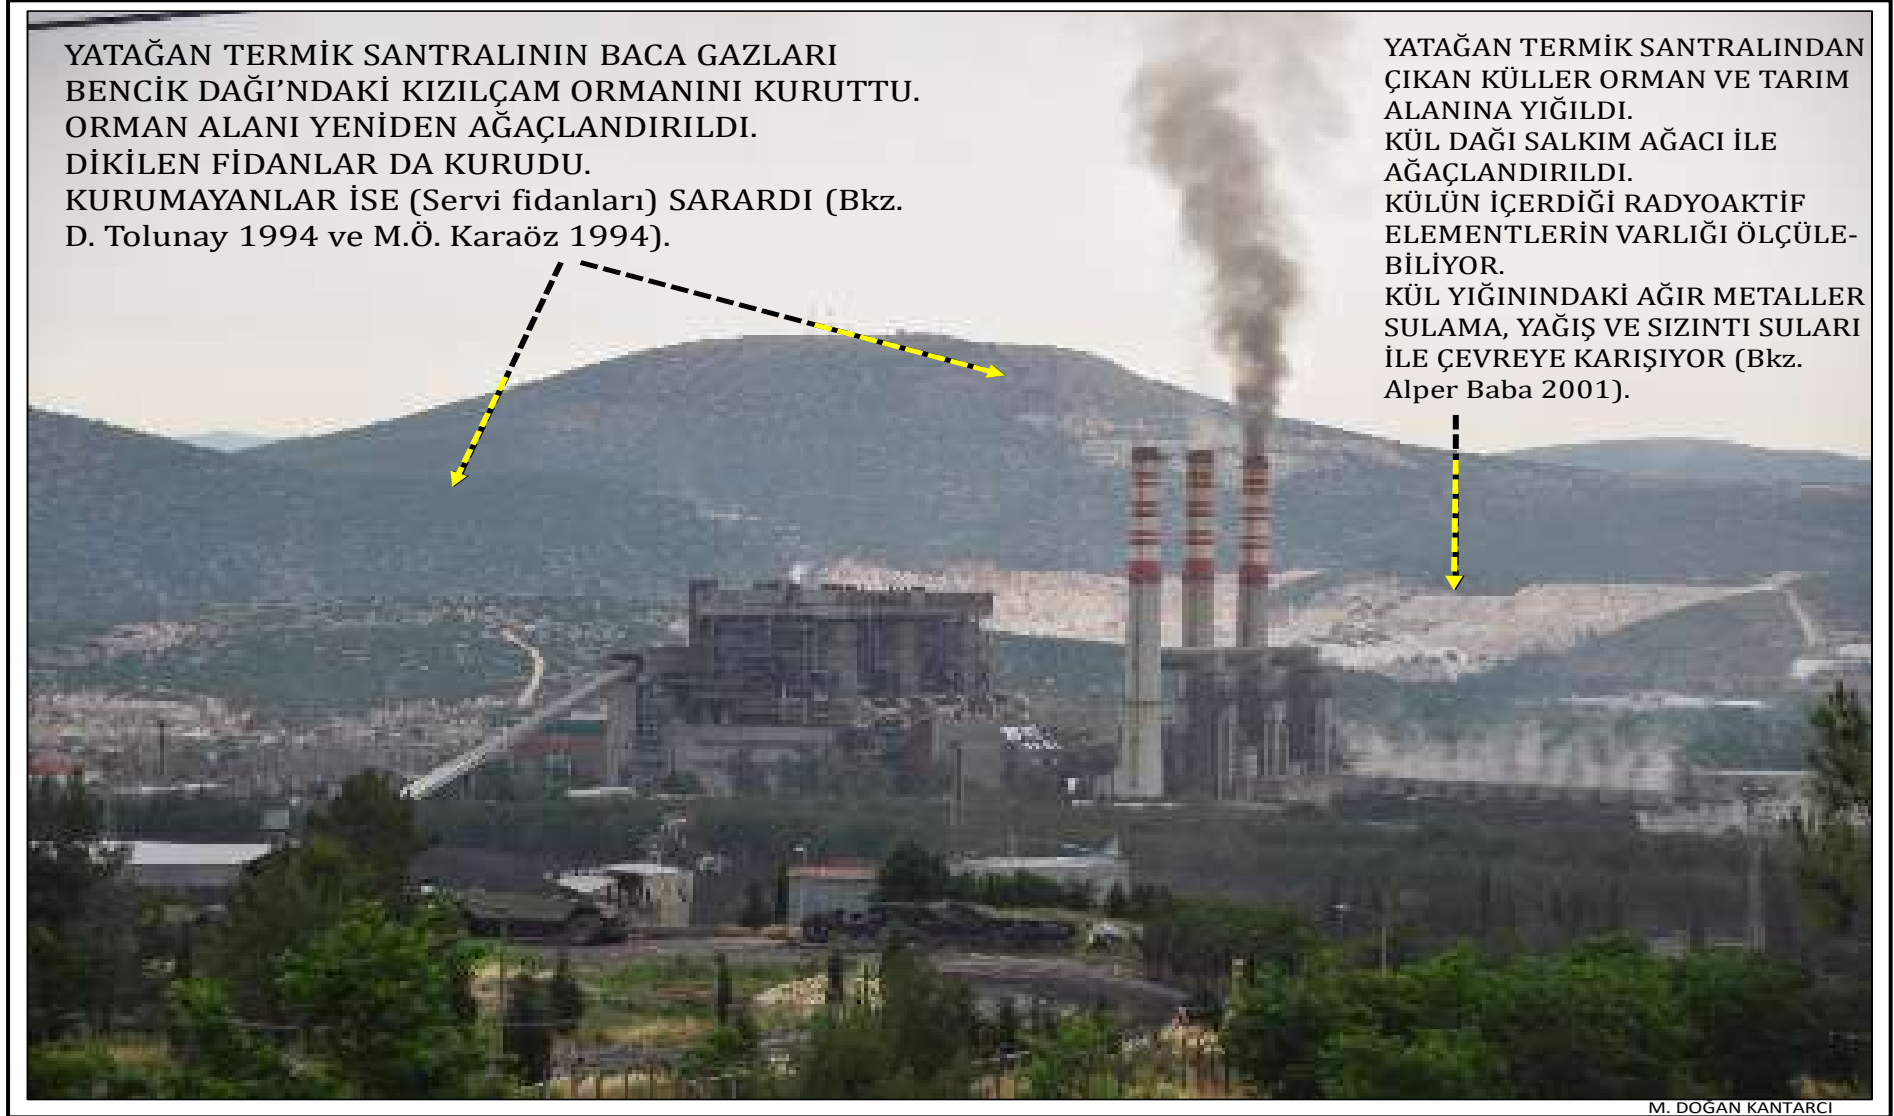 YATAĞAN TERMİK SANTRALININ BACA GAZLARI
BENCİK DAĞI’NDAKİ KIZILÇAM ORMANINI KURUTTU.
ORMAN ALANI YENİDEN AĞAÇLANDIRILDI.
DİKİLEN FİDANLAR DA KURUDU.
KURUMAYANLAR İSE (Servi fidanları) SARARDI (Bkz.
D. Tolunay 1994 ve M.Ö. Karaöz 1994).
YATAĞAN TERMİK SANTRALINDAN
ÇIKAN KÜLLER ORMAN VE TARIM
ALANINA YIĞILDI.
KÜL DAĞI SALKIM AĞACI İLE
AĞAÇLANDIRILDI.
KÜLÜN İÇERDİĞİ RADYOAKTİF
ELEMENTLERİN VARLIĞI ÖLÇÜLE-
BİLİYOR.
KÜL YIĞININDAKİ AĞIR METALLER
SULAMA, YAĞIŞ VE SIZINTI SULARI
İLE ÇEVREYE KARIŞIYOR (Bkz.
Alper Baba 2001).
M. DOĞAN KANTARCI